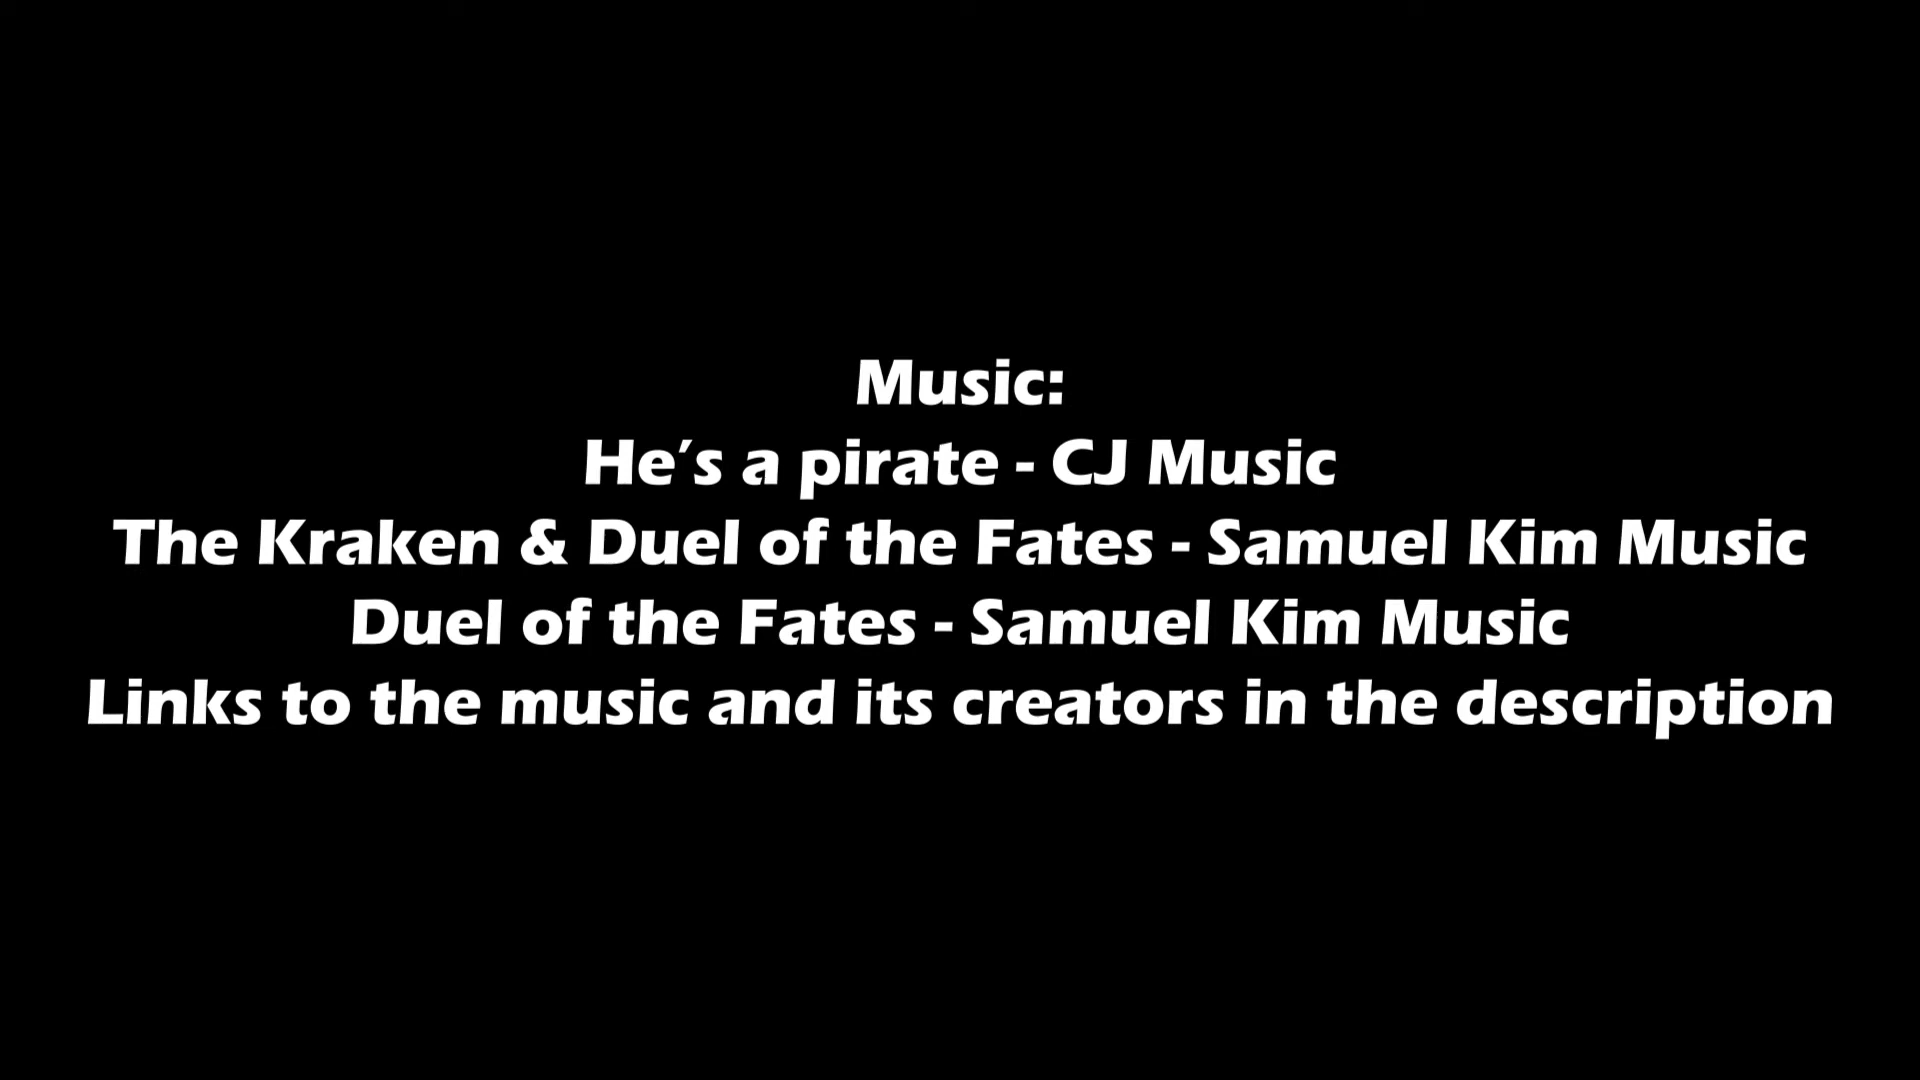 Music:
He's a pirate - CJ Music
The Kraken & Duel of the Fates - Samuel Kim Music
Duel of the Fates - Samuel Kim Music
Links to the music and its creators in the description